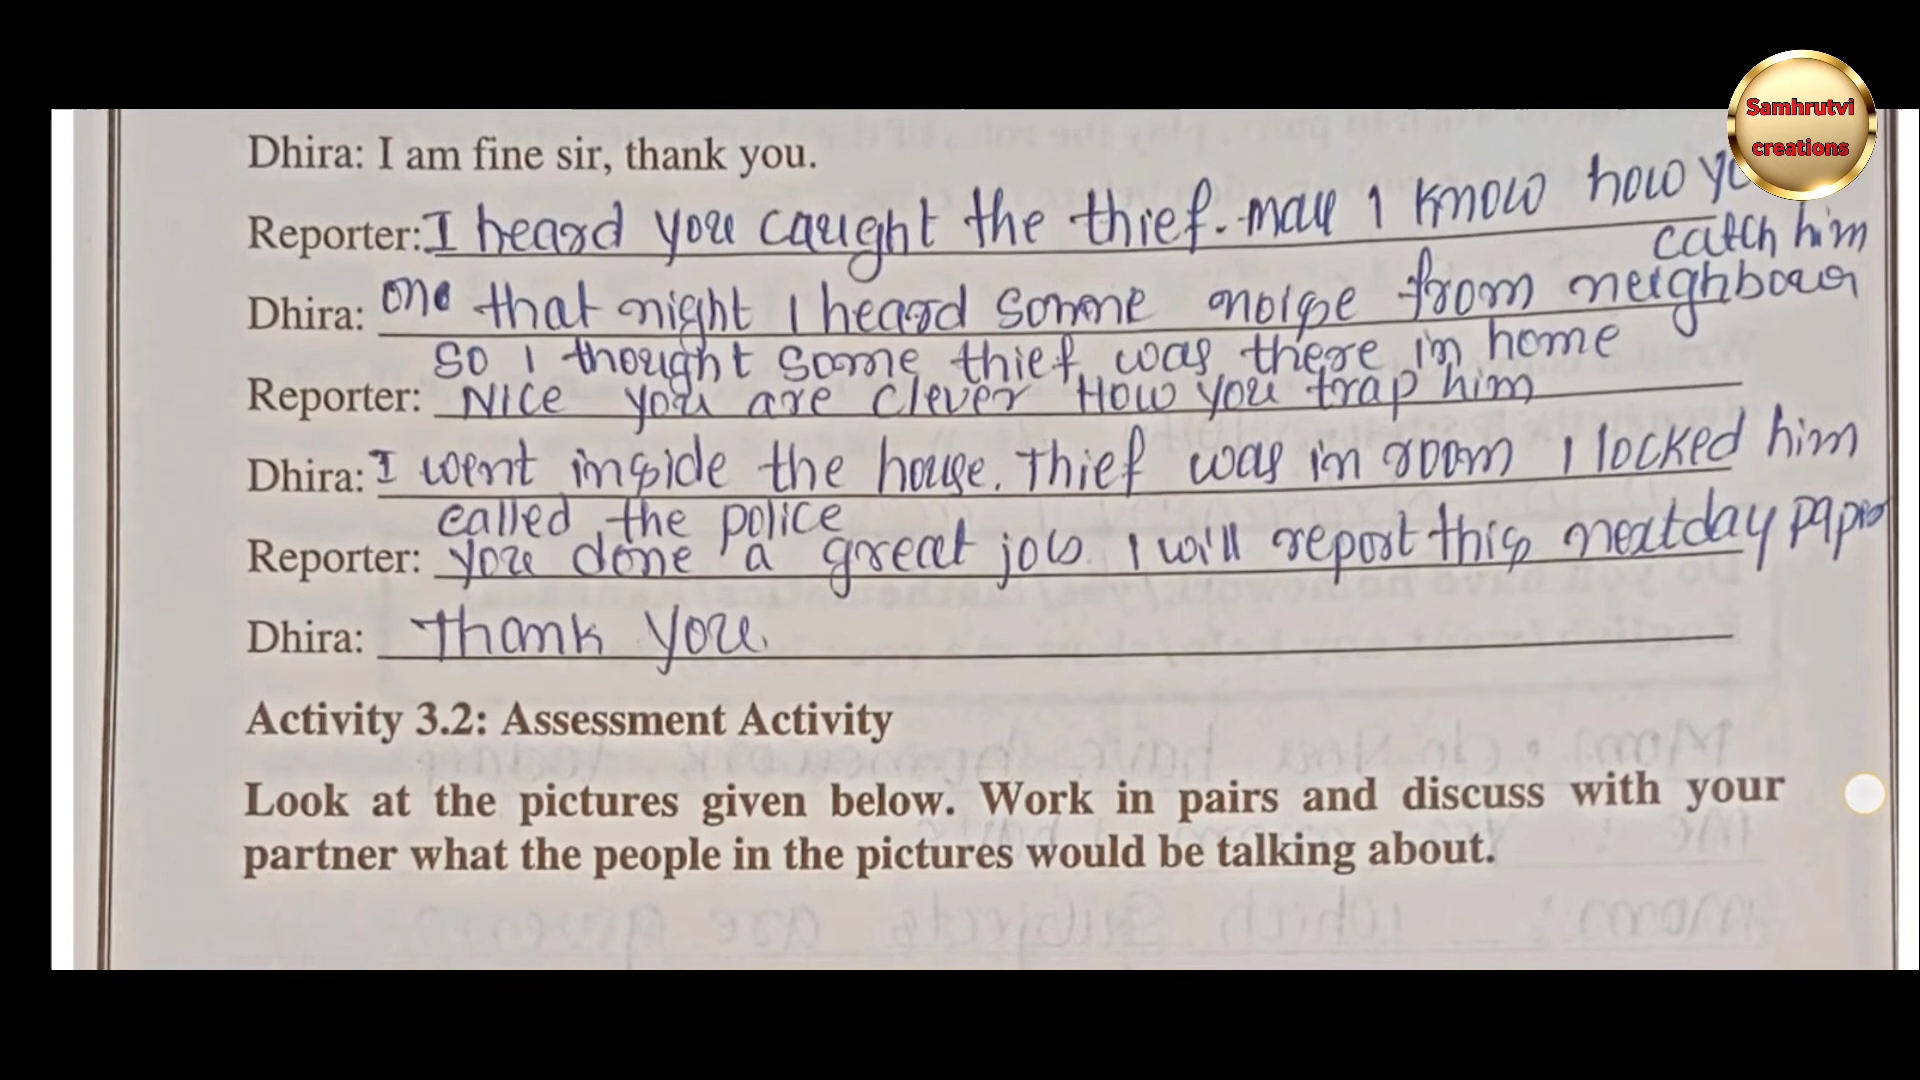 Samhrutvi
creations
Dhira: I am fine sir, thank you.
Reporter: I heard you caught the thief. may I know how
catch him
Dhira: one that night I heard some noise from neighbour
so I thought some thief was there in home
Reporter: Nice you are clever How you trap him
Dhira: I went inside the house. Thief was in room I locked him
called the police
Reporter: you done a great job I will report this nextday paper
Dhira: Thank you.
Activity 3.2: Assessment Activity
Look at the pictures given below. Work in pairs and discuss with your
partner what the people in the pictures would be talking about.